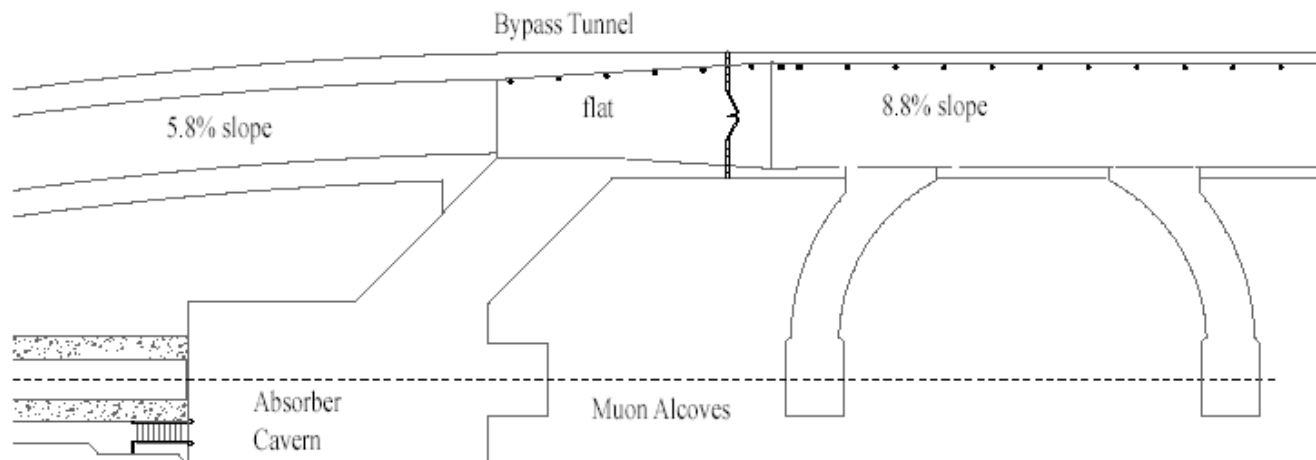 Bypass Tunnel
5.8% slope
flat
8.8% slope
Absorber
Cavern
Muon Alcoves